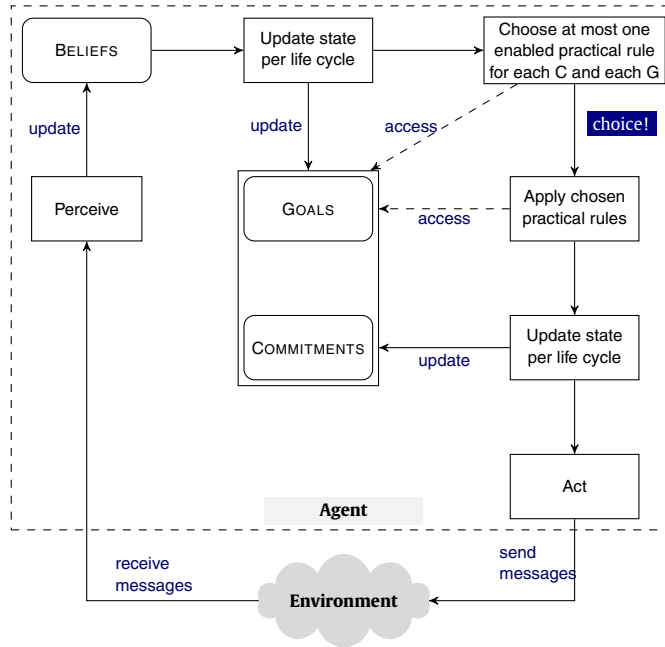 BELIEFS
Update state
per life cycle
Choose at most one
enabled practical rule
for each C and each G
update
update
access
choice!
Perceive
GOALS
access
Apply chosen
practical rules
COMMITMENTS
update
Update state
per life cycle
Act
Agent
receive
messages
send
messages
Environment